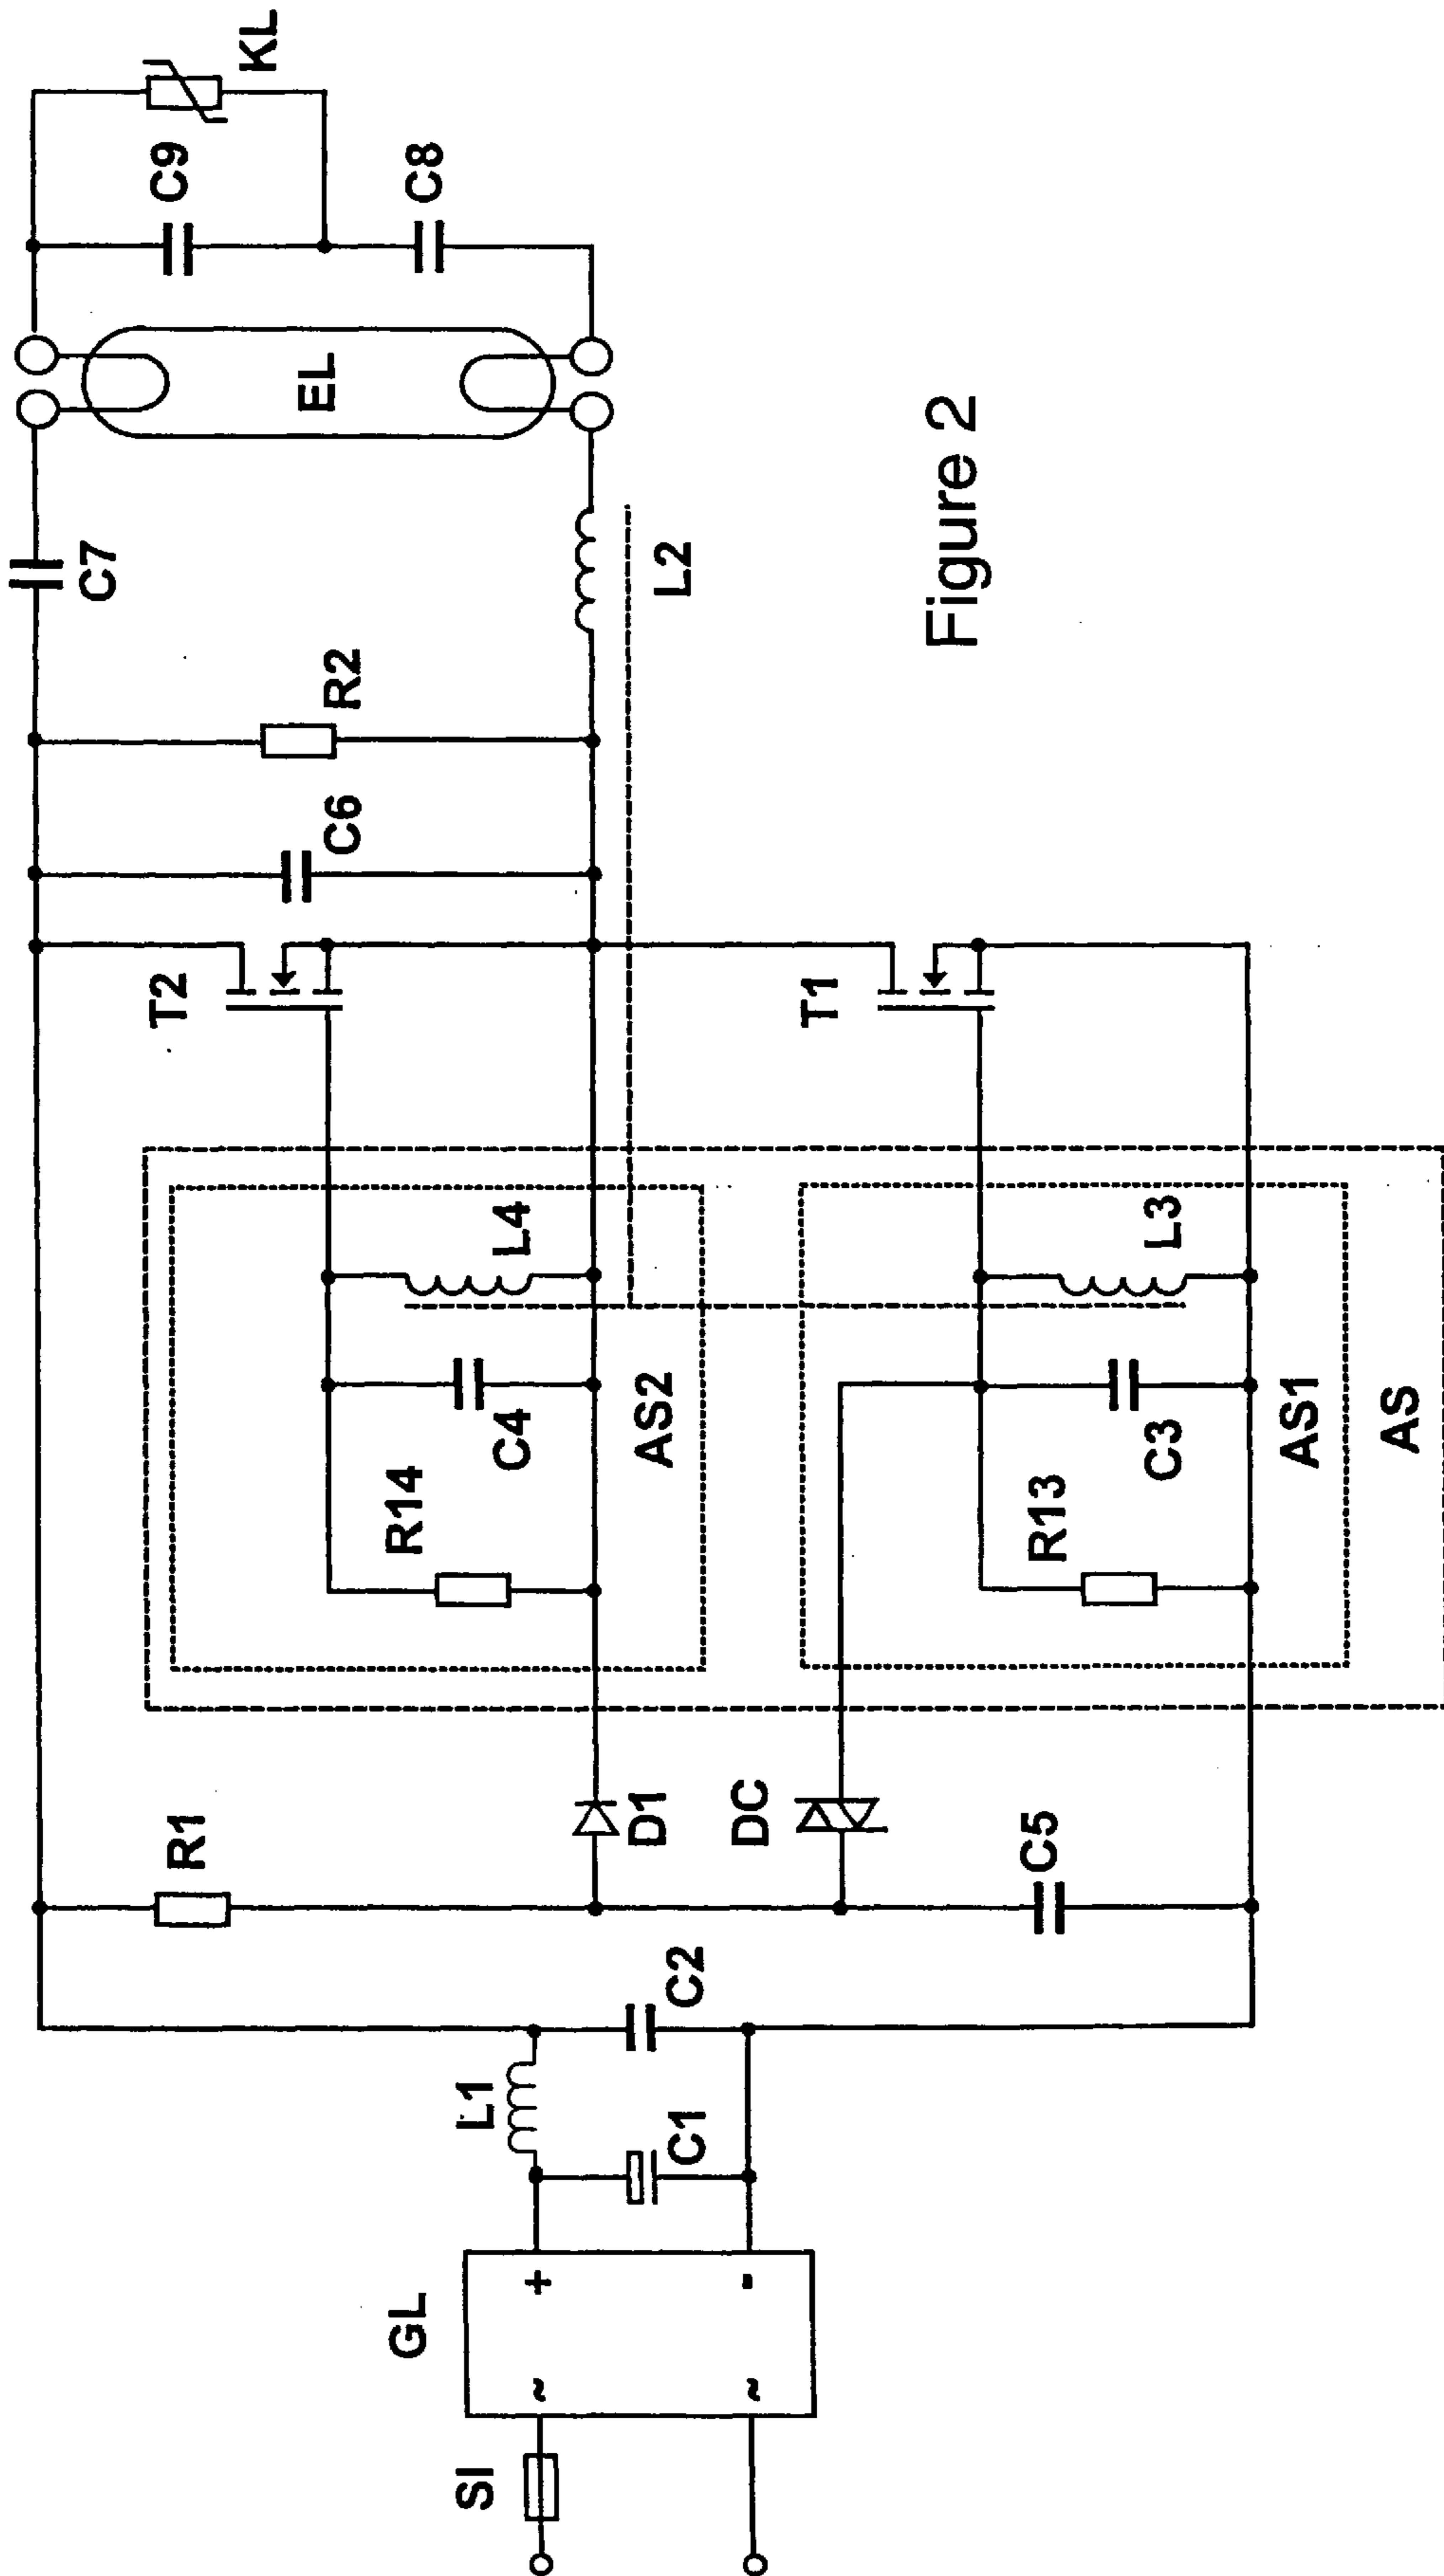 SI
GL
~
~
+
-
L1
C1
C2
R1
D1
DC
C5
R14
C4
L4
AS2
R13
C3
L3
AS1
AS
T2
T1
C6
R2
C7
L2
EL
C9
C8
KL
Figure 2